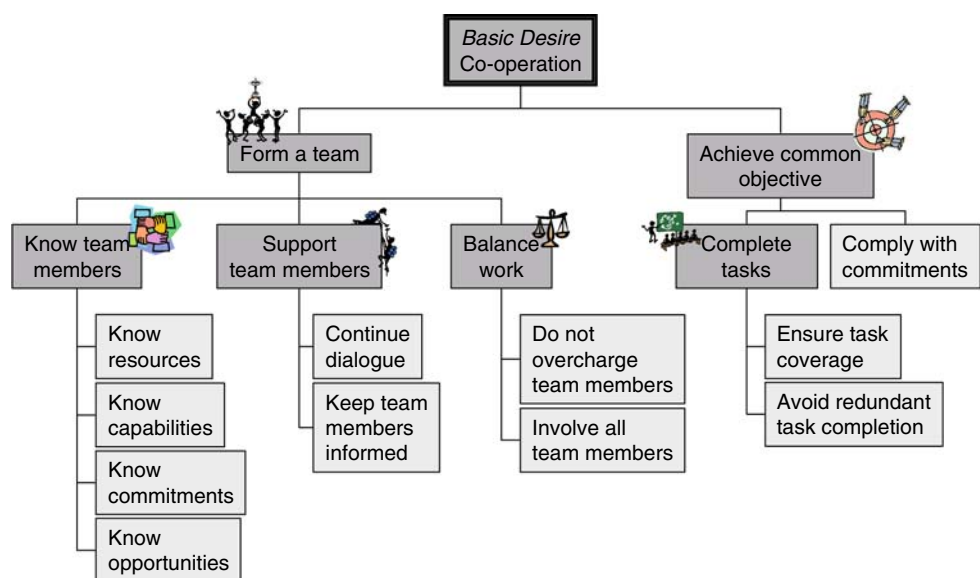 Basic Desire
Co-operation
Form a team
Achieve common
objective
Know team
members
Support
team members
Balance
work
Complete
tasks
Comply with
commitments
Know
resources
Know
capabilities
Know
commitments
Know
opportunities
Continue
dialogue
Keep team
members
informed
Do not
overcharge
team members
Involve all
team members
Ensure task
coverage
Avoid redundant
task completion